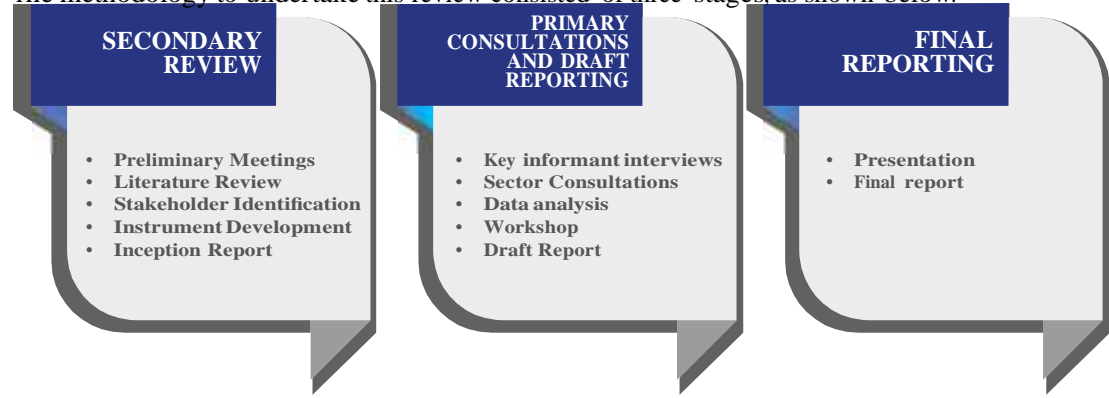 The methodology to undertake this review consisted of three stages, as shown below.
SECONDARY
REVIEW
• Preliminary Meetings
• Literature Review
• Stakeholder Identification
• Instrument Development
• Inception Report
PRIMARY
CONSULTATIONS
AND DRAFT
REPORTING
• Key informant interviews
• Sector Consultations
• Data analysis
• Workshop
• Draft Report
FINAL
REPORTING
• Presentation
• Final report